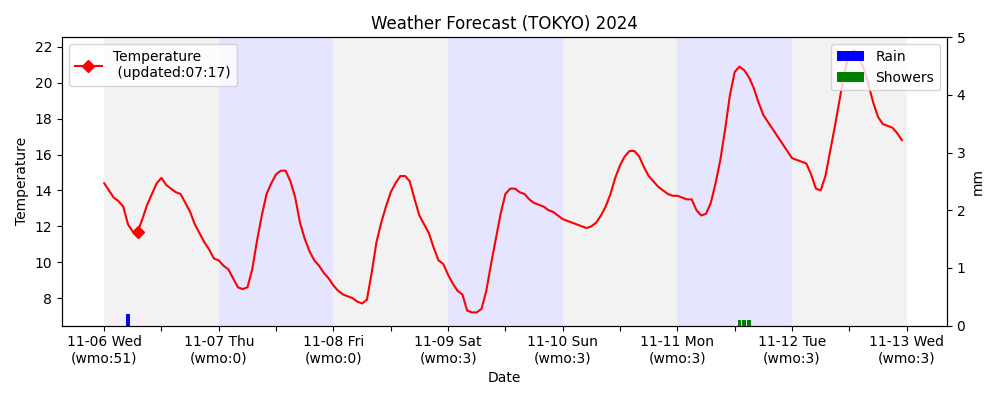 Weather Forecast (TOKYO) 2024
Temperature
(updated:07:17)
Rain
Showers
Temperature
22
20
18
16
14
12
10
8
5
4
3
2
1
0
mm
11-06 Wed
(wmo:51)
11-07 Thu
(wmo:0)
11-08 Fri
(wmo:0)
11-09 Sat
(wmo:3)
11-10 Sun
(wmo:3)
11-11 Mon
(wmo:3)
11-12 Tue
(wmo:3)
11-13 Wed
(wmo:3)
Date